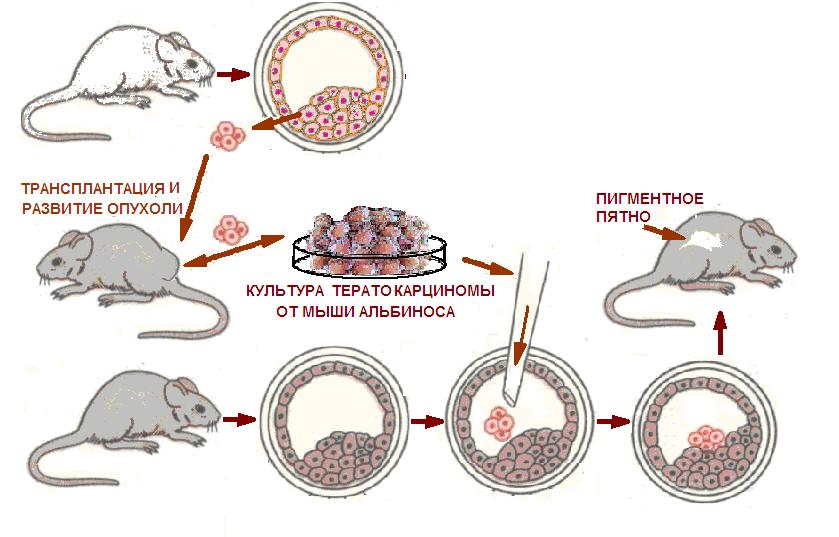 ТРАНСПЛАНТАЦИЯ И
РАЗВИТИЕ ОПУХОЛИ
ПИГМЕНТНОЕ
ПЯТНО
КУЛЬТУРА ТЕРАТОКАРЦИНОМЫ
ОТ МЫШИ АЛЬБИНОСА